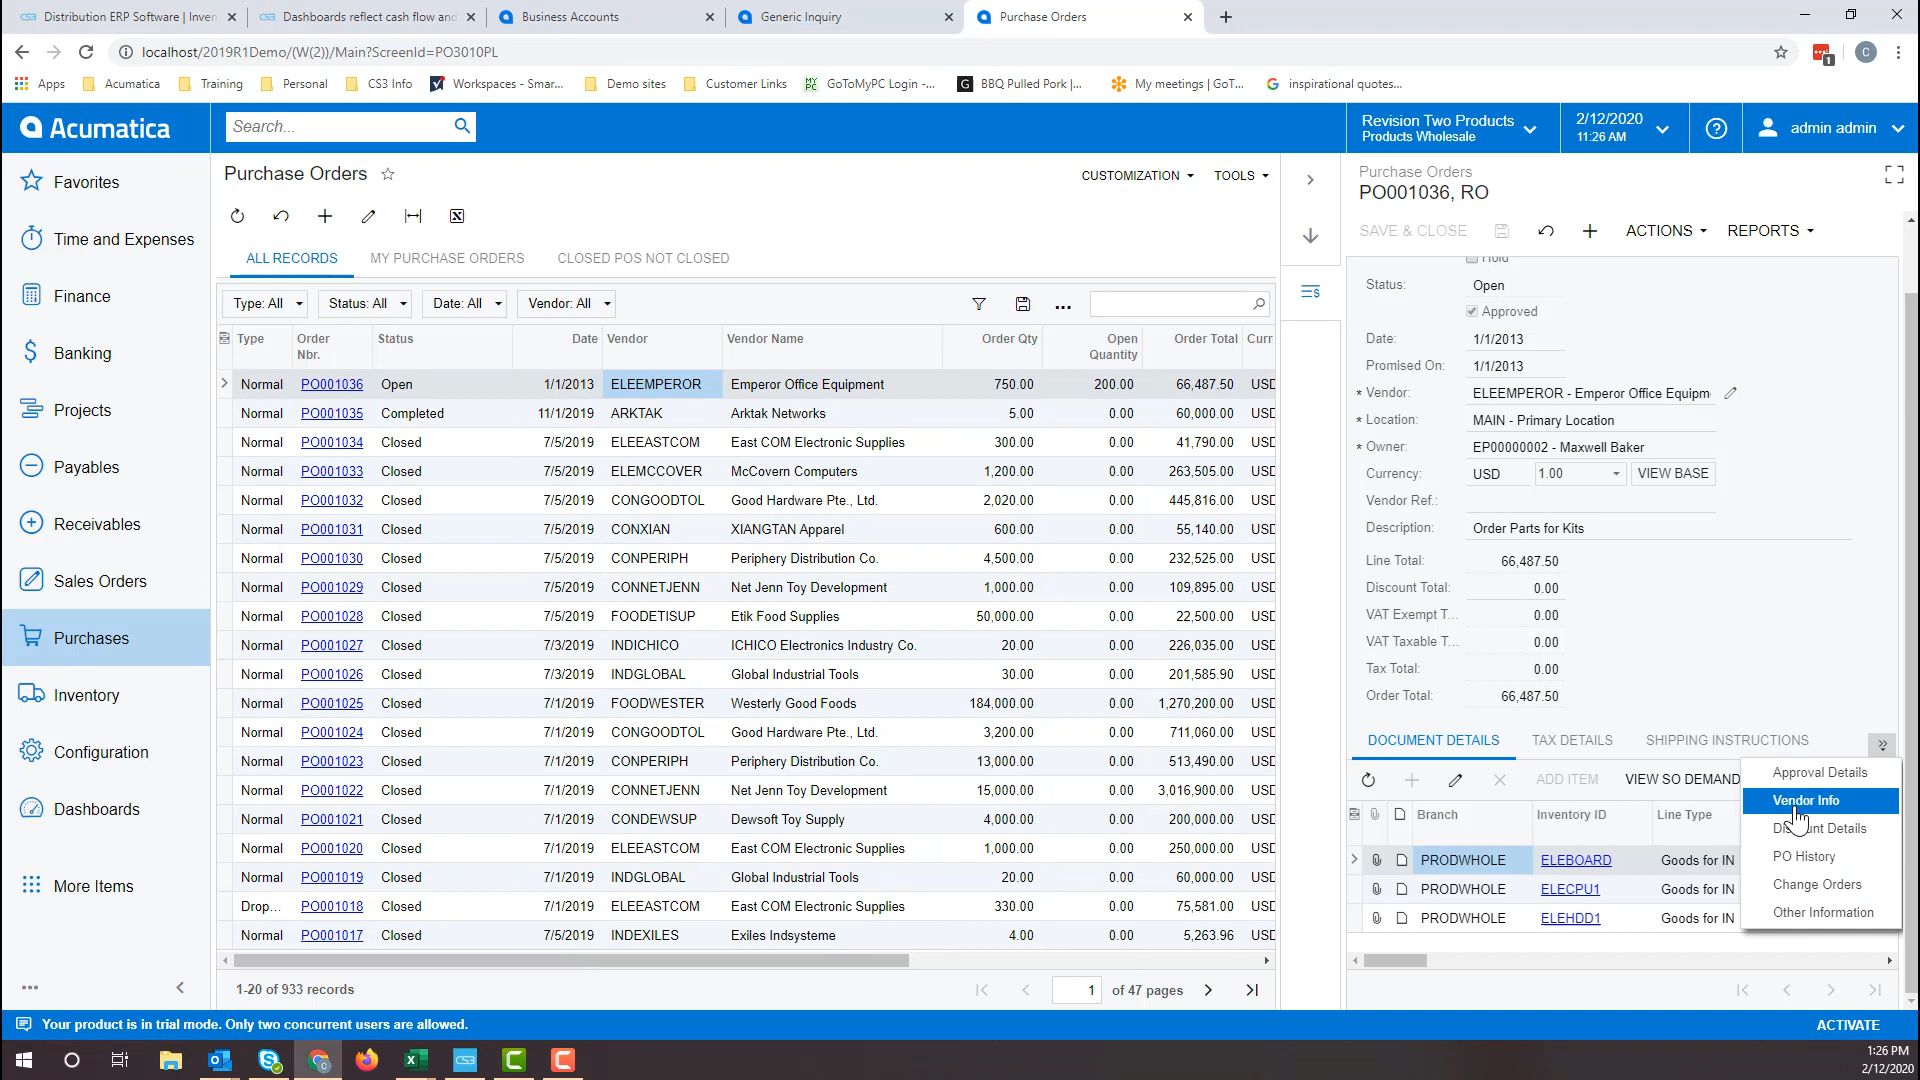 Distribution ERP Software | Inven
Dashboards reflect cash flow and
Business Accounts
Generic Inquiry
Purchase Orders
localhost/2019R1Demo/(W(2))/Main?ScreenId=PO3010PL
1
C
Apps
Acumatica
Training
Personal
CS3 Info
Workspaces - Smar...
Demo sites
Customer Links
MY PC
GoToMyPC Login -...
G
BBQ Pulled Pork |...
My meetings | GoT...
inspirational quotes...
Acumatica
Search...
Revision Two Products
Products Wholesale
2/12/2020
11:26 AM
admin admin
Favorites
Time and Expenses
Finance
Banking
Projects
Payables
Receivables
Sales Orders
Purchases
Inventory
Configuration
Dashboards
More Items
Purchase Orders
CUSTOMIZATION
TOOLS
ALL RECORDS
MY PURCHASE ORDERS
CLOSED POS NOT CLOSED
Type: All
Status: All
Date: All
Vendor: All
Type Order Nbr. Status Date Vendor Vendor Name Order Qty Open Quantity Order Total Curr
Normal PO001036 Open 1/1/2013 ELEEMPEROR Emperor Office Equipment 750.00 200.00 66,487.50 USD
Normal PO001035 Completed 11/1/2019 ARKTAK Arktak Networks 5.00 0.00 60,000.00 USD
Normal PO001034 Closed 7/5/2019 ELEEASTCOM East COM Electronic Supplies 300.00 0.00 41,790.00 USD
Normal PO001033 Closed 7/5/2019 ELEMCCOVER McCovern Computers 1,200.00 0.00 263,505.00 USD
Normal PO001032 Closed 7/5/2019 CONGOODTOL Good Hardware Pte., Ltd. 2,020.00 0.00 445,816.00 USD
Normal PO001031 Closed 7/5/2019 CONXIAN XIANGTAN Apparel 600.00 0.00 55,140.00 USD
Normal PO001030 Closed 7/5/2019 CONPERIPH Periphery Distribution Co. 4,500.00 0.00 232,525.00 USD
Normal PO001029 Closed 7/5/2019 CONNETJENN Net Jenn Toy Development 1,000.00 0.00 109,895.00 USD
Normal PO001028 Closed 7/5/2019 FOODETISUP Etik Food Supplies 50,000.00 0.00 22,500.00 USD
Normal PO001027 Closed 7/3/2019 INDICHICO ICHICO Electronics Industry Co. 20.00 0.00 226,035.00 USD
Normal PO001026 Closed 7/3/2019 INDGLOBAL Global Industrial Tools 30.00 0.00 201,585.90 USD
Normal PO001025 Closed 7/1/2019 FOODWESTER Westerly Good Foods 184,000.00 0.00 1,270,200.00 USD
Normal PO001024 Closed 7/1/2019 CONGOODTOL Good Hardware Pte., Ltd. 3,200.00 0.00 711,060.00 USD
Normal PO001023 Closed 7/1/2019 CONPERIPH Periphery Distribution Co. 13,000.00 0.00 513,490.00 USD
Normal PO001022 Closed 7/1/2019 CONNETJENN Net Jenn Toy Development 15,000.00 0.00 3,016,900.00 USD
Normal PO001021 Closed 7/1/2019 CONDEWSUP Dewsoft Toy Supply 4,000.00 0.00 200,000.00 USD
Normal PO001020 Closed 7/1/2019 ELEEASTCOM East COM Electronic Supplies 1,000.00 0.00 250,000.00 USD
Normal PO001019 Closed 7/1/2019 INDGLOBAL Global Industrial Tools 20.00 0.00 60,000.00 USD
Drop... PO001018 Closed 7/1/2019 ELEEASTCOM East COM Electronic Supplies 330.00 0.00 75,581.00 USD
Normal PO001017 Closed 7/5/2019 INDEXILES Exiles Indsysteme 4.00 0.00 5,263.96 USD
1-20 of 933 records
1 of 47 pages
Purchase Orders
PO001036, RO
SAVE & CLOSE
ACTIONS
REPORTS
Hold
Status: Open
Approved
Date: 1/1/2013
Promised On: 1/1/2013
* Vendor: ELEEMPEROR - Emperor Office Equipm
* Location: MAIN - Primary Location
* Owner: EP00000002 - Maxwell Baker
Currency: USD 1.00 VIEW BASE
Vendor Ref.:
Description: Order Parts for Kits
Line Total: 66,487.50
Discount Total: 0.00
VAT Exempt T... 0.00
VAT Taxable T... 0.00
Tax Total: 0.00
Order Total: 66,487.50
DOCUMENT DETAILS
TAX DETAILS
SHIPPING INSTRUCTIONS
ADD ITEM
VIEW SO DEMAND
Branch Inventory ID Line Type
PRODWHOLE ELEBOARD Goods for IN
PRODWHOLE ELECPU1 Goods for IN
PRODWHOLE ELEHDD1 Goods for IN
Approval Details
Vendor Info
Details
PO History
Change Orders
Other Information
Your product is in trial mode. Only two concurrent users are allowed.
ACTIVATE
CS3
1:26 PM
2/12/2020